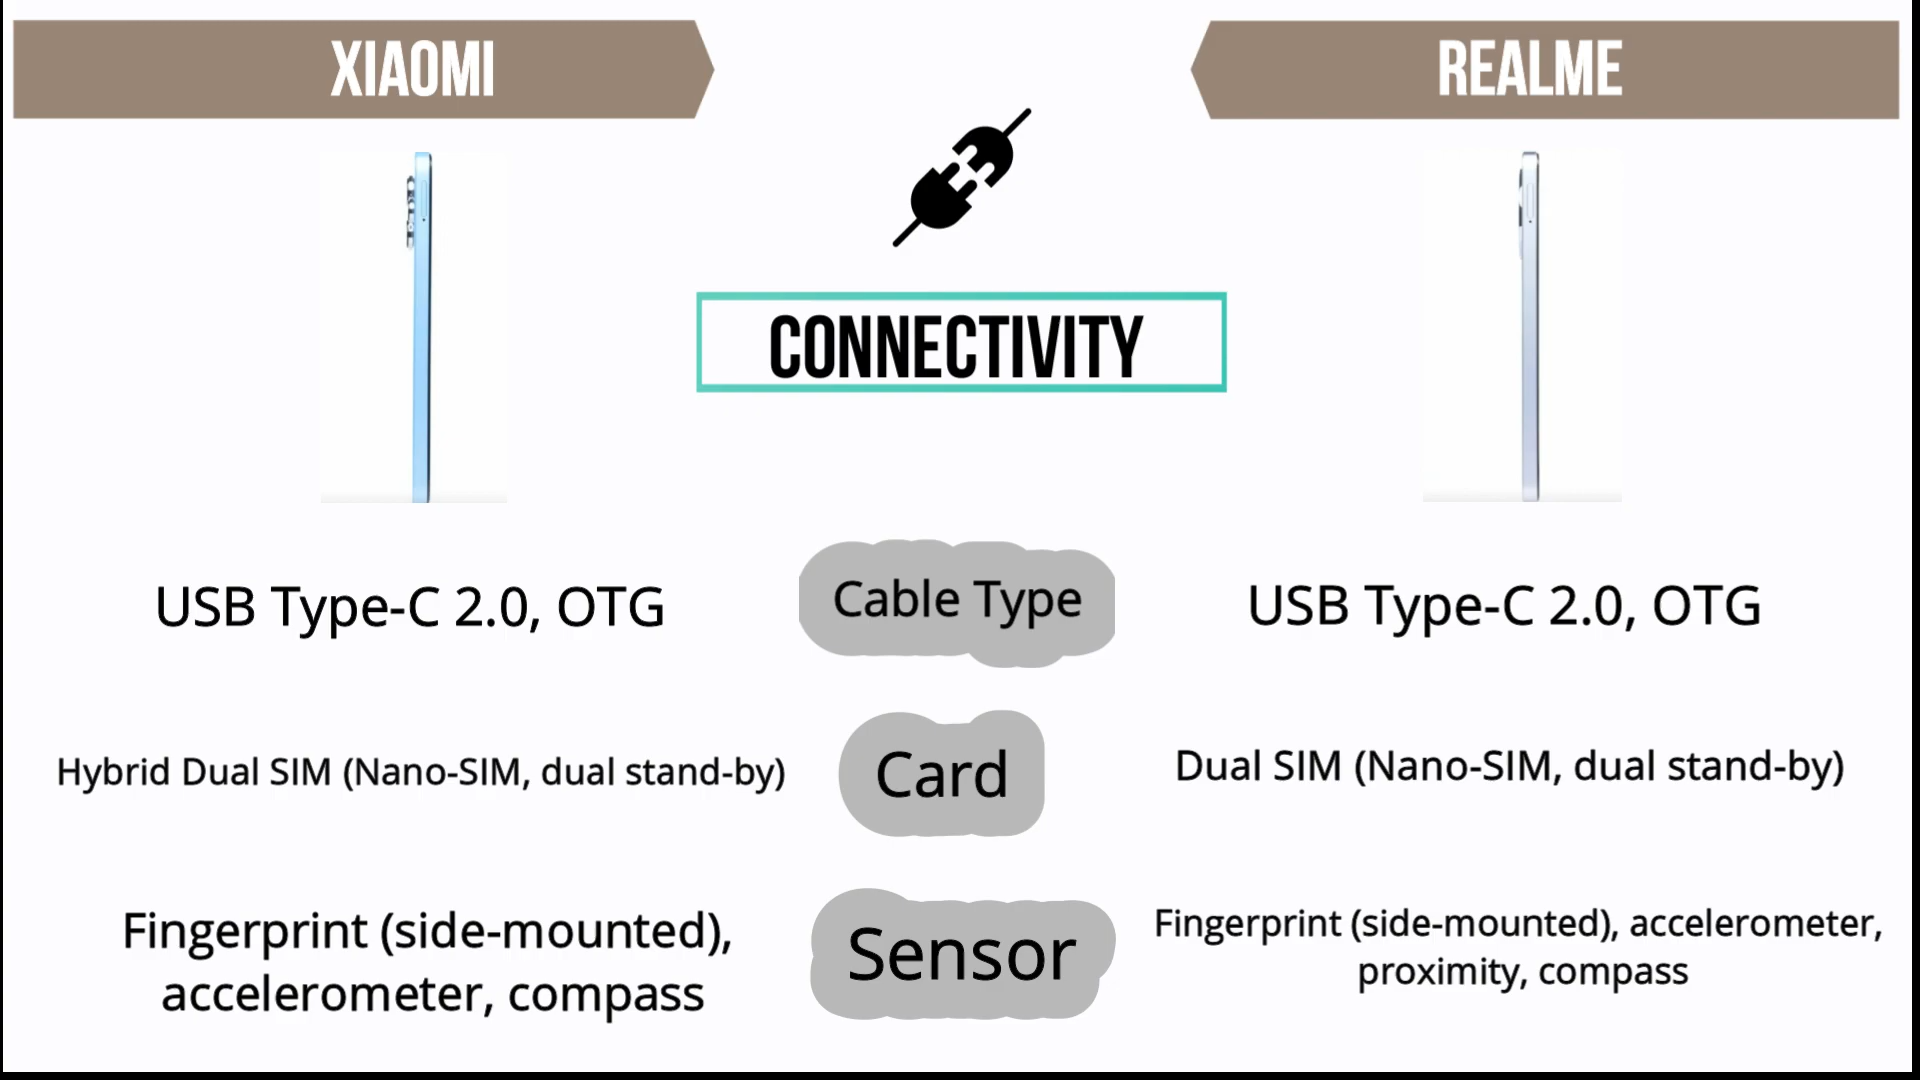 XIAOMI
REALME
CONNECTIVITY
USB Type-C 2.0, OTG
Cable Type
USB Type-C 2.0, OTG
Hybrid Dual SIM (Nano-SIM, dual stand-by)
Card
Dual SIM (Nano-SIM, dual stand-by)
Fingerprint (side-mounted),
accelerometer, compass
Sensor
Fingerprint (side-mounted), accelerometer,
proximity, compass